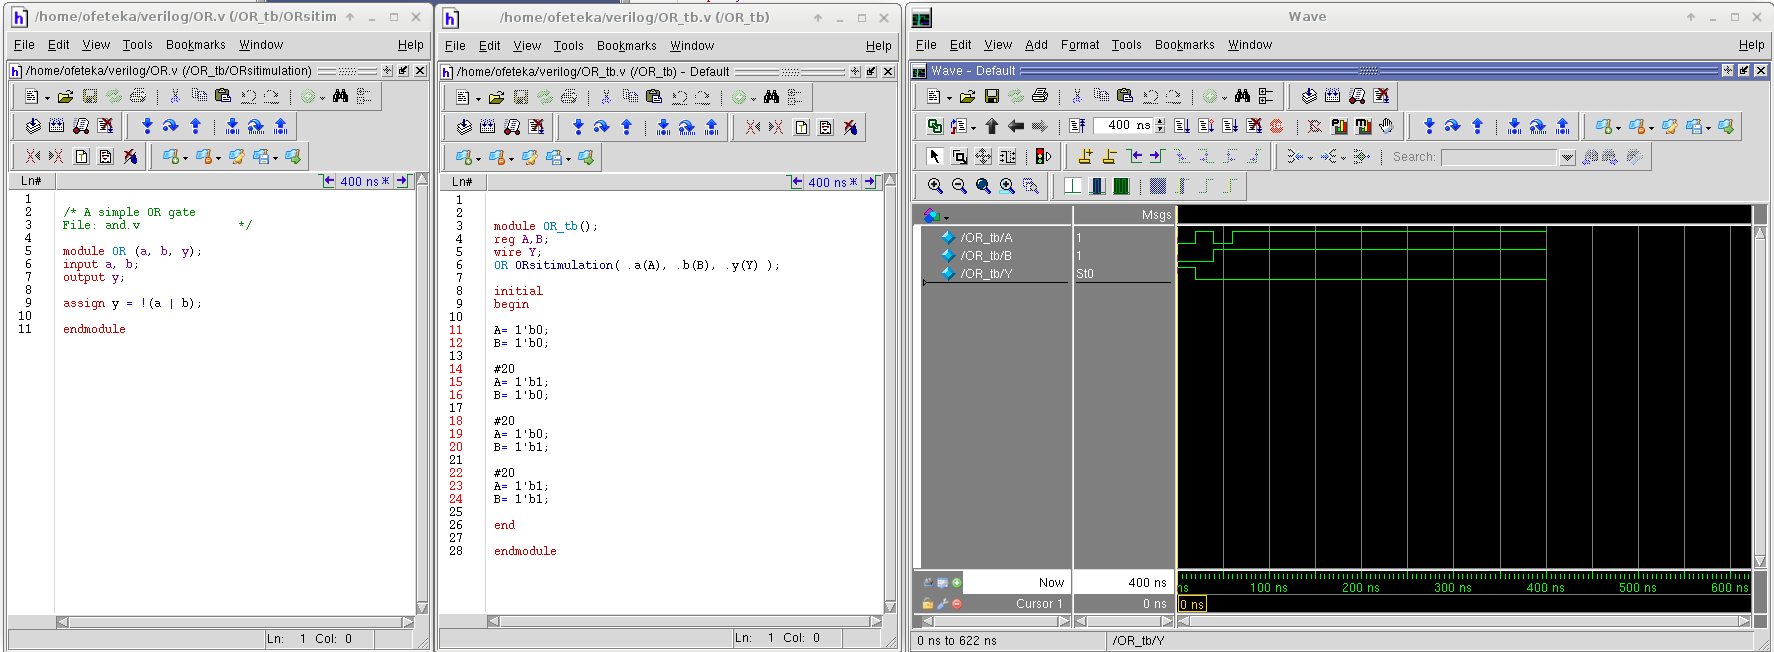 /home/ofeteka/verilog/OR.v (/OR_tb/ORsitim
File Edit View Tools Bookmarks Window Help
/home/ofeteka/verilog/OR.v (/OR_tb/ORsitimulation)
Ln#
400 ns
1
2 /* A simple OR gate
3 File: and.v */
4
5 module OR (a, b, y);
6 input a, b;
7 output y;
8
9 assign y = !(a | b);
10
11 endmodule
Ln: 1 Col: 0
/home/ofeteka/verilog/OR_tb.v (/OR_tb)
File Edit View Tools Bookmarks Window Help
/home/ofeteka/verilog/OR_tb.v (/OR_tb) - Default
Ln#
400 ns
1
2
3 module OR_tb();
4 reg A,B;
5 wire Y;
6 OR ORsitimulation( .a(A), .b(B), .y(Y) );
7
8 initial
9 begin
10
11 A= 1'b0;
12 B= 1'b0;
13
14 #20
15 A= 1'b1;
16 B= 1'b0;
17
18 #20
19 A= 1'b0;
20 B= 1'b1;
21
22 #20
23 A= 1'b1;
24 B= 1'b1;
25
26 end
27
28 endmodule
Ln: 1 Col: 0
Wave
File Edit View Add Format Tools Bookmarks Window Help
Wave - Default
400 ns
Search:
Msgs
/OR_tb/A 1
/OR_tb/B 1
/OR_tb/Y St0
Now 400 ns
Cursor 1 0 ns
ns 100 ns 200 ns 300 ns 400 ns 500 ns 600 ns
0 ns
0 ns to 622 ns /OR_tb/Y